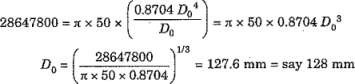 28647800 = π × 50 × (0.8704 D₀⁴ / D₀) = π × 50 × 0.8704 D₀³
D₀ = (28647800 / π × 50 × 0.8704)^1/3 = 127.6 mm = say 128 mm